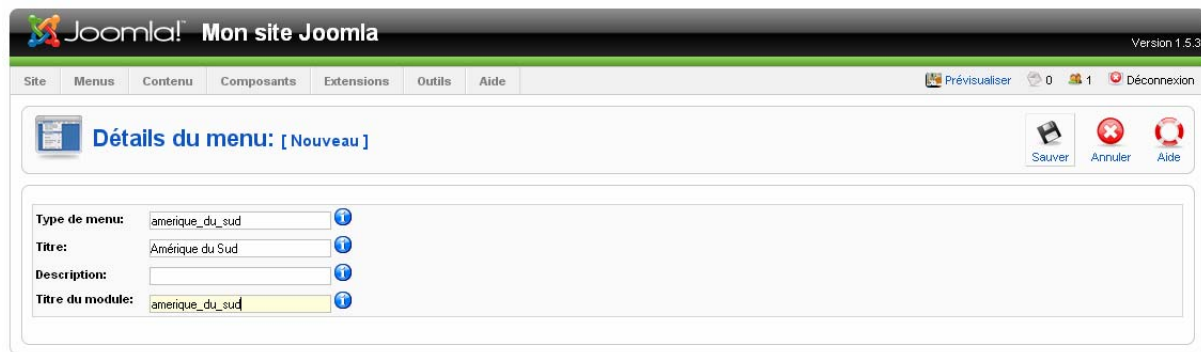 Joomla! Mon site Joomla
Version 1.5.3
Site Menus Contenu Composants Extensions Outils Aide Prévisualiser 0 1 Déconnexion
Détails du menu: [ Nouveau ]
Sauver Annuler Aide
Type de menu: amerique_du_sud
Titre: Amérique du Sud
Description:
Titre du module: amerique_du_sud